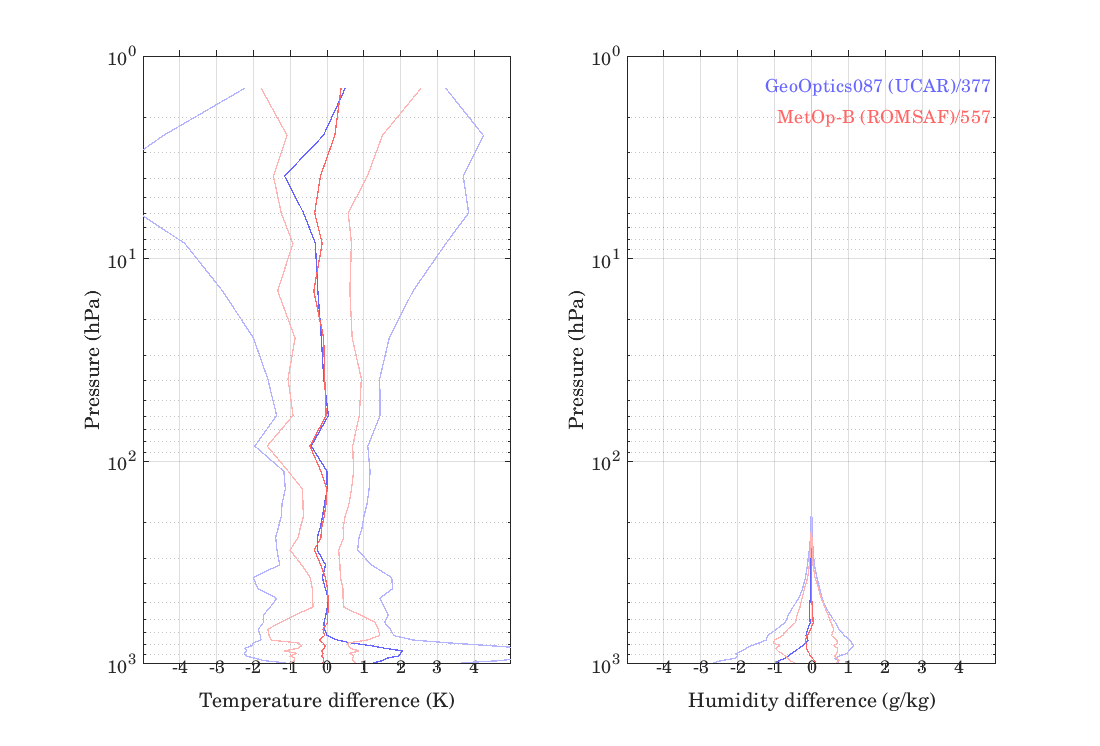 10^0
10^1
10^2
10^3
-4 -3 -2 -1 0 1 2 3 4
Pressure (hPa)
Temperature difference (K)
GeoOptics087 (UCAR)/377
MetOp-B (ROMSAF)/557
10^0
10^1
10^2
10^3
-4 -3 -2 -1 0 1 2 3 4
Pressure (hPa)
Humidity difference (g/kg)